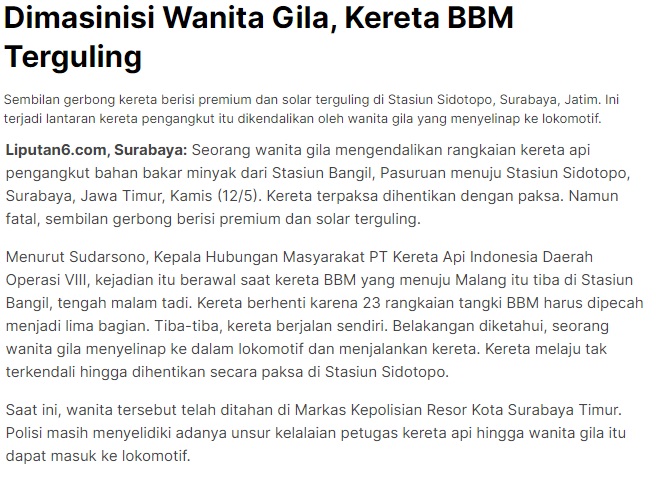 Dimasinisi Wanita Gila, Kereta BBM
Terguling
Sembilan gerbong kereta berisi premium dan solar terguling di Stasiun Sidotopo, Surabaya, Jatim. Ini
terjadi lantaran kereta pengangkut itu dikendalikan oleh wanita gila yang menyelinap ke lokomotif.
Liputan6.com, Surabaya: Seorang wanita gila mengendalikan rangkaian kereta api
pengangkut bahan bakar minyak dari Stasiun Bangil, Pasuruan menuju Stasiun Sidotopo,
Surabaya, Jawa Timur, Kamis (12/5). Kereta terpaksa dihentikan dengan paksa. Namun
fatal, sembilan gerbong berisi premium dan solar terguling.
Menurut Sudarsono, Kepala Hubungan Masyarakat PT Kereta Api Indonesia Daerah
Operasi VIII, kejadian itu berawal saat kereta BBM yang menuju Malang itu tiba di Stasiun
Bangil, tengah malam tadi. Kereta berhenti karena 23 rangkaian tangki BBM harus dipecah
menjadi lima bagian. Tiba-tiba, kereta berjalan sendiri. Belakangan diketahui, seorang
wanita gila menyelinap ke dalam lokomotif dan menjalankan kereta. Kereta melaju tak
terkendali hingga dihentikan secara paksa di Stasiun Sidotopo.
Saat ini, wanita tersebut telah ditahan di Markas Kepolisian Resor Kota Surabaya Timur.
Polisi masih menyelidiki adanya unsur kelalaian petugas kereta api hingga wanita gila itu
dapat masuk ke lokomotif.